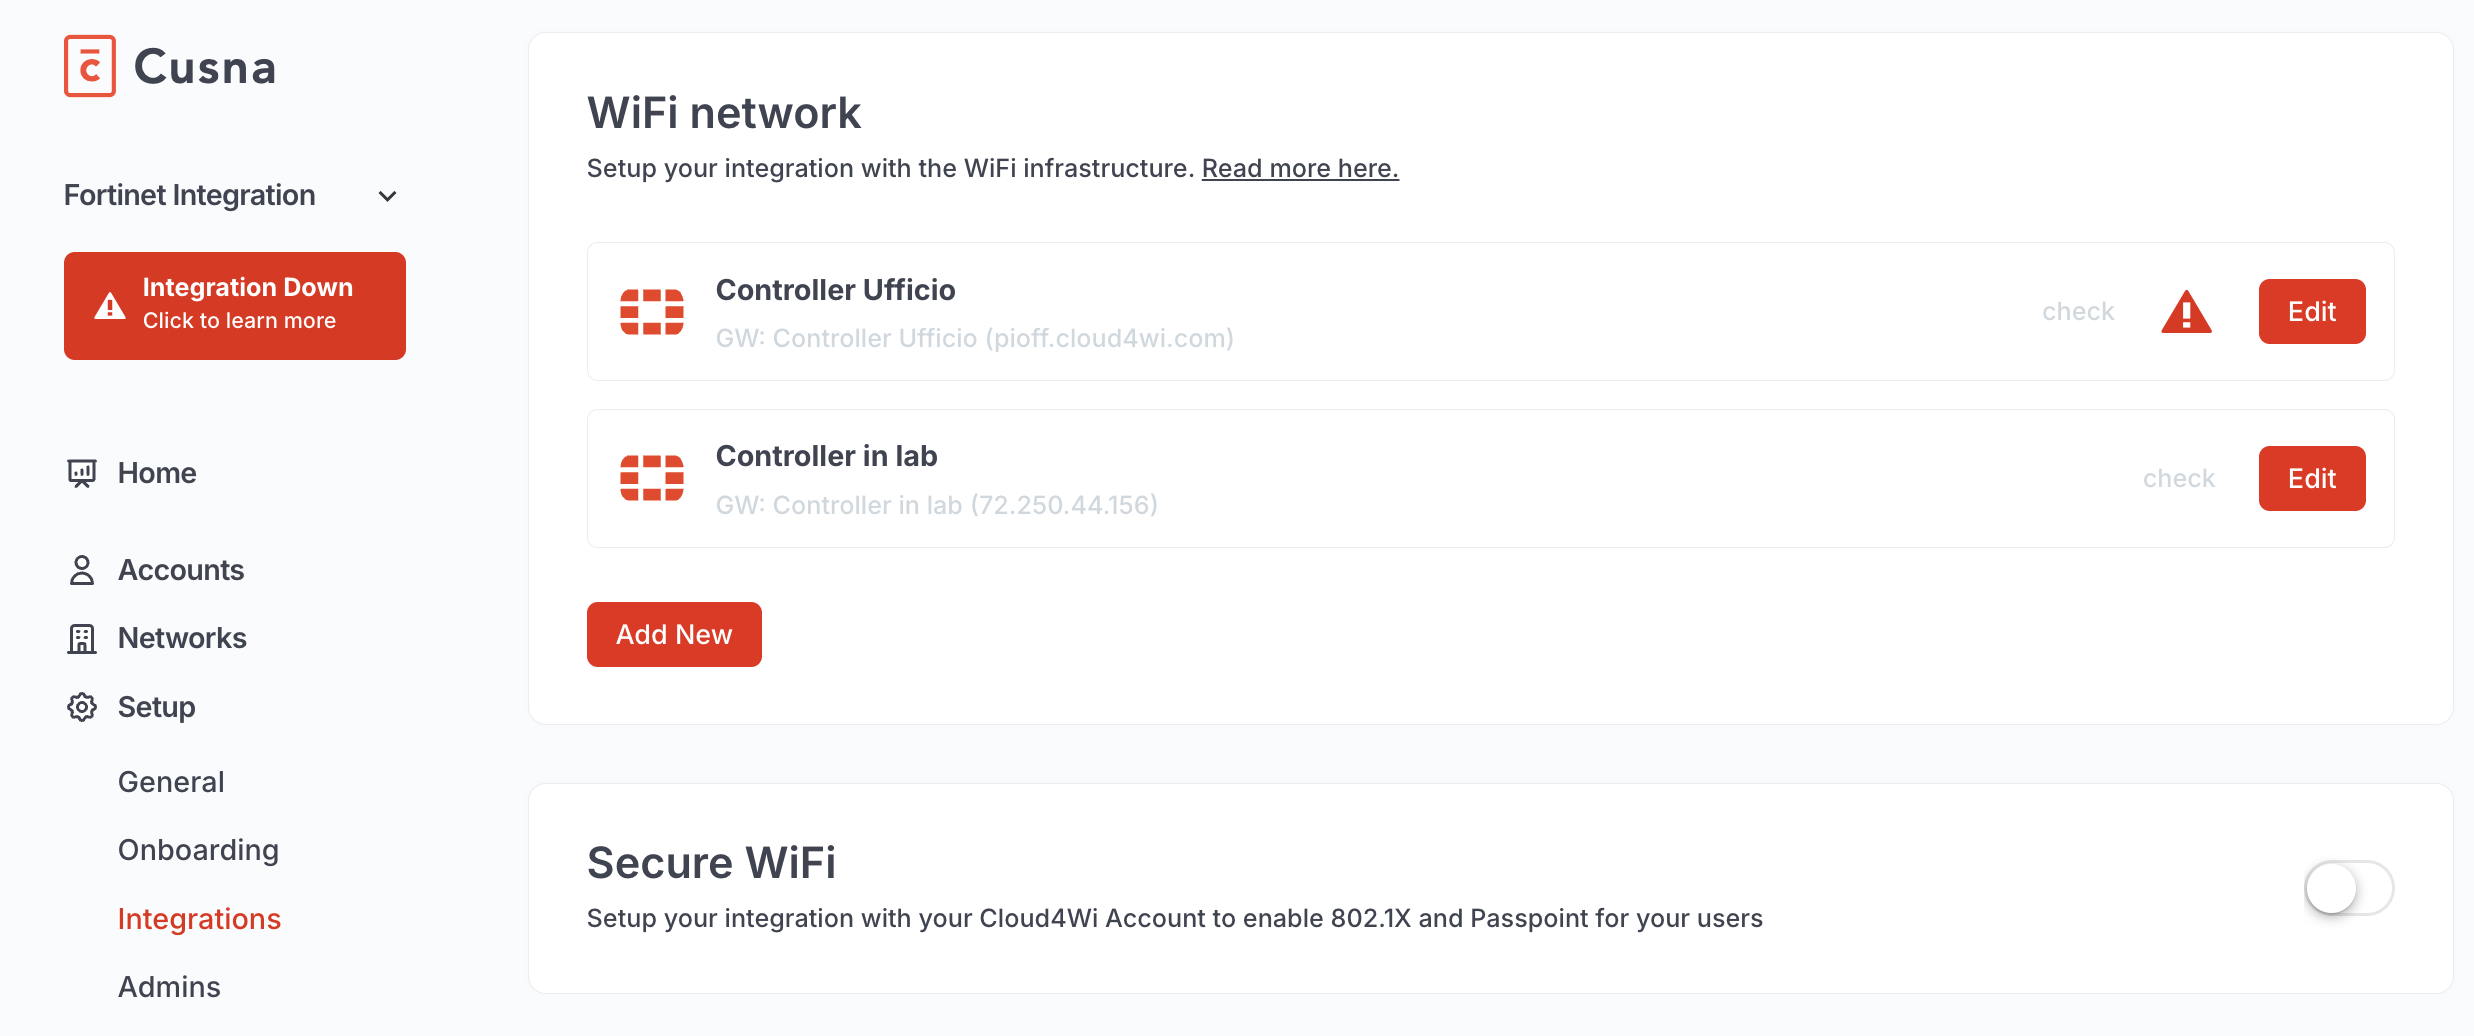 c Cusna
Fortinet Integration
Integration Down
Click to learn more
Home
Accounts
Networks
Setup
General
Onboarding
Integrations
Admins
WiFi network
Setup your integration with the WiFi infrastructure. Read more here.
Controller Ufficio
GW: Controller Ufficio (pioff.cloud4wi.com)
check
Edit
Controller in lab
GW: Controller in lab (72.250.44.156)
check
Edit
Add New
Secure WiFi
Setup your integration with your Cloud4Wi Account to enable 802.1X and Passpoint for your users